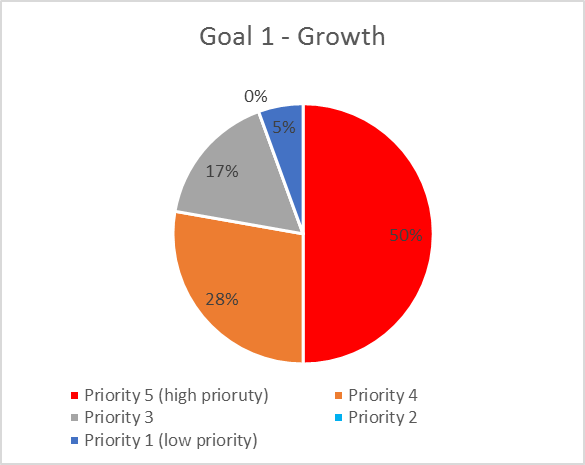 Goal 1 - Growth
0%
5%
17%
50%
28%
Priority 5 (high prioruty)
Priority 4
Priority 3
Priority 2
Priority 1 (low priority)